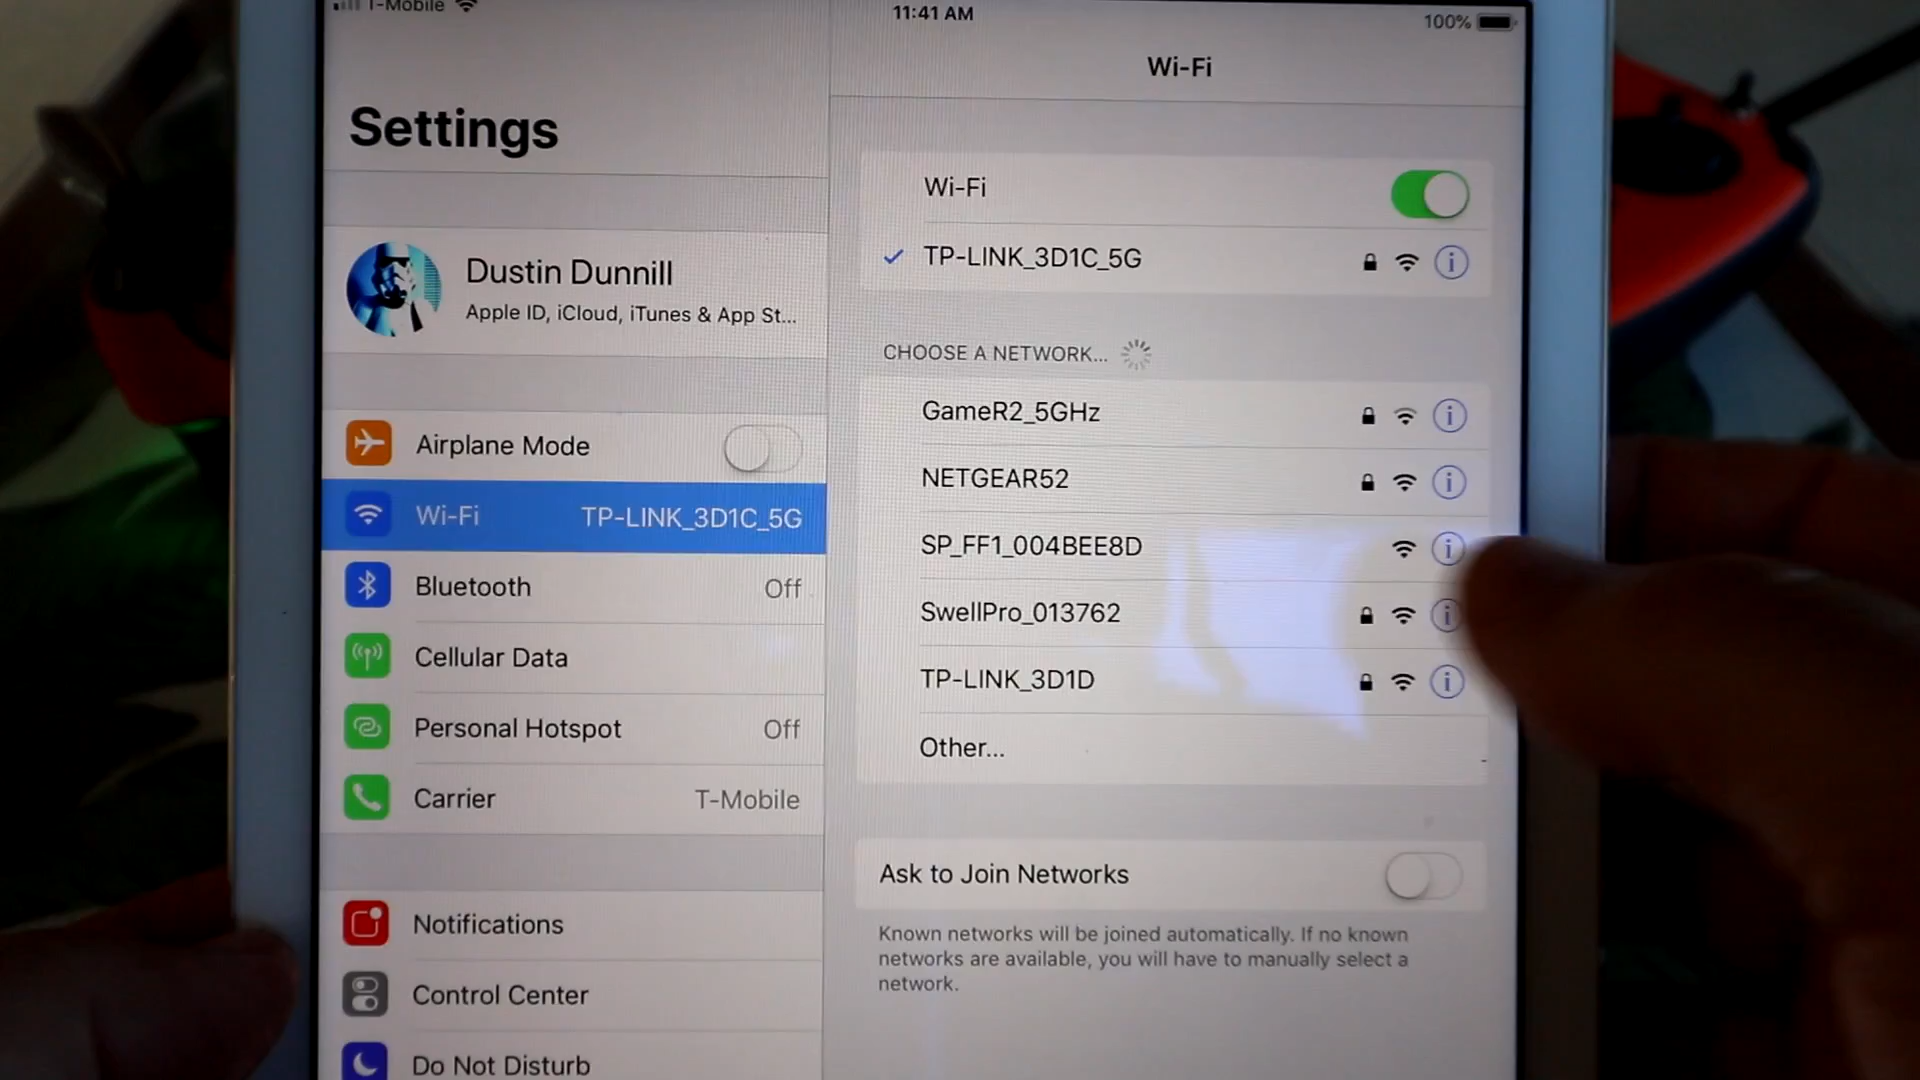 T-Mobile
11:41 AM
100%
Settings
Wi-Fi
Dustin Dunnill
Apple ID, iCloud, iTunes & App St...
Airplane Mode
Wi-Fi TP-LINK_3D1C_5G
Bluetooth Off
Cellular Data
Personal Hotspot Off
Carrier T-Mobile
Notifications
Control Center
Do Not Disturb
Wi-Fi
TP-LINK_3D1C_5G
CHOOSE A NETWORK...
GameR2_5GHz
NETGEAR52
SP_FF1_004BEE8D
SwellPro_013762
TP-LINK_3D1D
Other...
Ask to Join Networks
Known networks will be joined automatically. If no known
networks are available, you will have to manually select a
network.